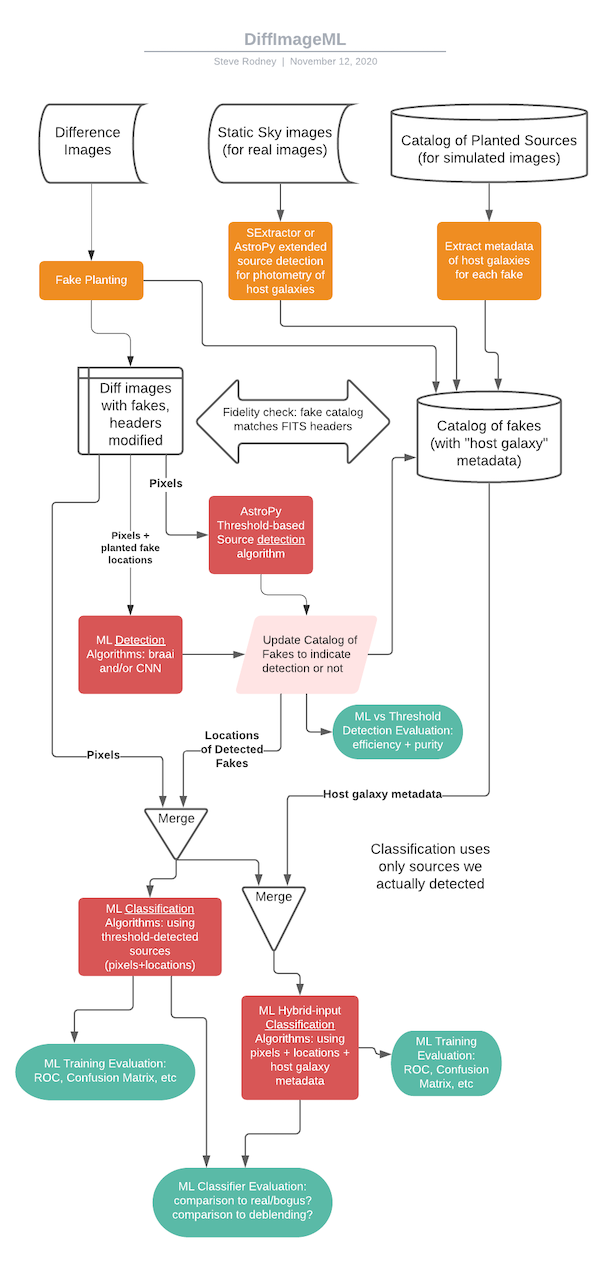 DiffImageML
Steve Rodney | November 12, 2020
Difference
Images
Static Sky images
(for real images)
Catalog of Planted Sources
(for simulated images)
Fake Planting
SExtractor or
AstroPy extended
source detection
for photometry of
host galaxies
Extract metadata
of host galaxies
for each fake
Diff images
with fakes,
headers
modified
Fidelity check: fake catalog
matches FITS headers
Catalog of fakes
(with "host galaxy"
metadata)
Pixels
Pixels +
planted fake
locations
AstroPy
Threshold-based
Source detection
algorithm
ML Detection
Algorithms: braai
and/or CNN
Update Catalog of
Fakes to indicate
detection or not
ML vs Threshold
Detection Evaluation:
efficiency + purity
Locations
of Detected
Fakes
Pixels
Host galaxy metadata
Merge
Classification uses
only sources we
actually detected
Merge
ML Classification
Algorithms: using
threshold-detected
sources
(pixels+locations)
ML Hybrid-input
Classification
Algorithms: using
pixels + locations +
host galaxy
metadata
ML Training Evaluation:
ROC, Confusion Matrix, etc
ML Training
Evaluation:
ROC, Confusion
Matrix, etc
ML Classifier Evaluation:
comparison to real/bogus?
comparison to deblending?